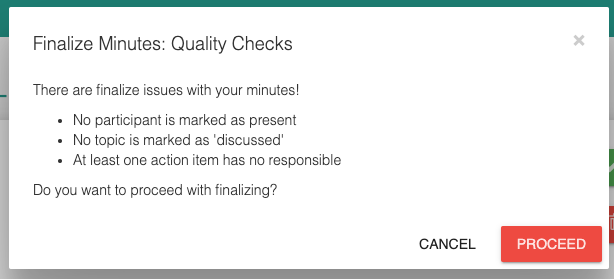 Finalize Minutes: Quality Checks
×
There are finalize issues with your minutes!
• No participant is marked as present
• No topic is marked as 'discussed'
• At least one action item has no responsible
Do you want to proceed with finalizing?
CANCEL PROCEED